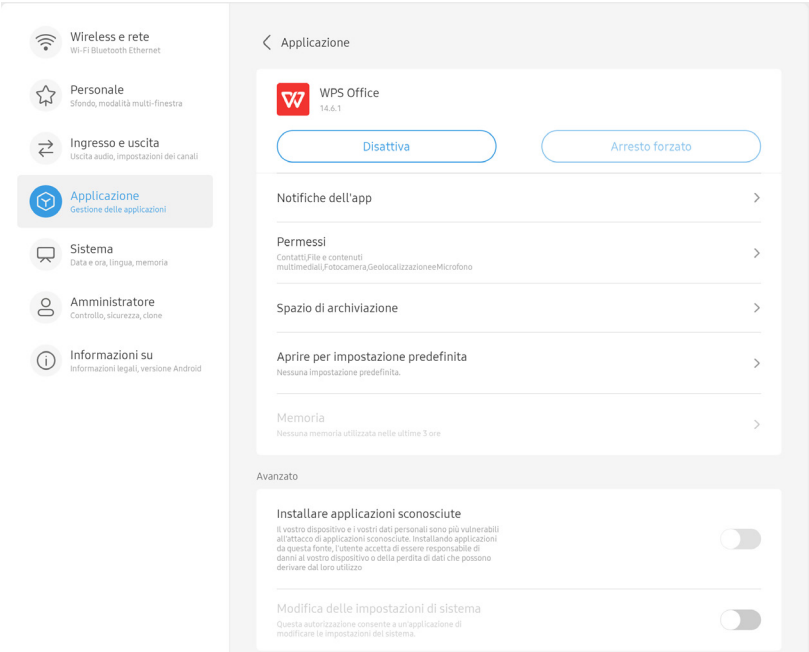 Wireless e rete
Wi-Fi Bluetooth Ethernet
Personale
Sfondo, modalità multi-finestra
Ingresso e uscita
Uscita audio, impostazioni dei canali
Applicazione
Gestione delle applicazioni
Sistema
Data e ora, lingua, memoria
Amministratore
Controllo, sicurezza, clone
Informazioni su
Informazioni legali, versione Android
Applicazione
WPS Office
14.6.1
Disattiva
Arresto forzato
Notifiche dell'app
Permessi
Contatti,File e contenuti
multimediali,Fotocamera,GeolocalizzazioneeMicrofono
Spazio di archiviazione
Aprire per impostazione predefinita
Nessuna impostazione predefinita.
Memoria
Nessuna memoria utilizzata nelle ultime 3 ore
Avanzato
Installare applicazioni sconosciute
Il vostro dispositivo e i vostri dati personali sono più vulnerabili
all'attacco di applicazioni sconosciute. Installando applicazioni
da questa fonte, l'utente accetta di essere responsabile di
danni al vostro dispositivo o della perdita di dati che possono
derivare dal loro utilizzo
Modifica delle impostazioni di sistema
Questa autorizzazione consente a un'applicazione di
modificare le impostazioni del sistema.